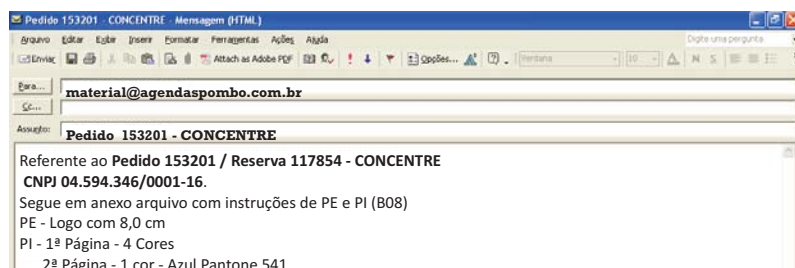 Pedido 153201 - CONCENTRE - Mensagem (HTML)
Arquivo Editar Exibir Inserir Formatar Ferramentas Ações Ajuda Digite uma pergunta
Enviar Attach as Adobe PDF Opções... Verdana 10 A N S
Para... material@agendaspombo.com.br
Cc...
Assunto: Pedido 153201 - CONCENTRE
Referente ao Pedido 153201 / Reserva 117854 - CONCENTRE
CNPJ 04.594.346/0001-16.
Segue em anexo arquivo com instruções de PE e PI (B08)
PE - Logo com 8,0 cm
PI - 1ª Página - 4 Cores
2ª Página - 1 cor - Azul Pantone 541